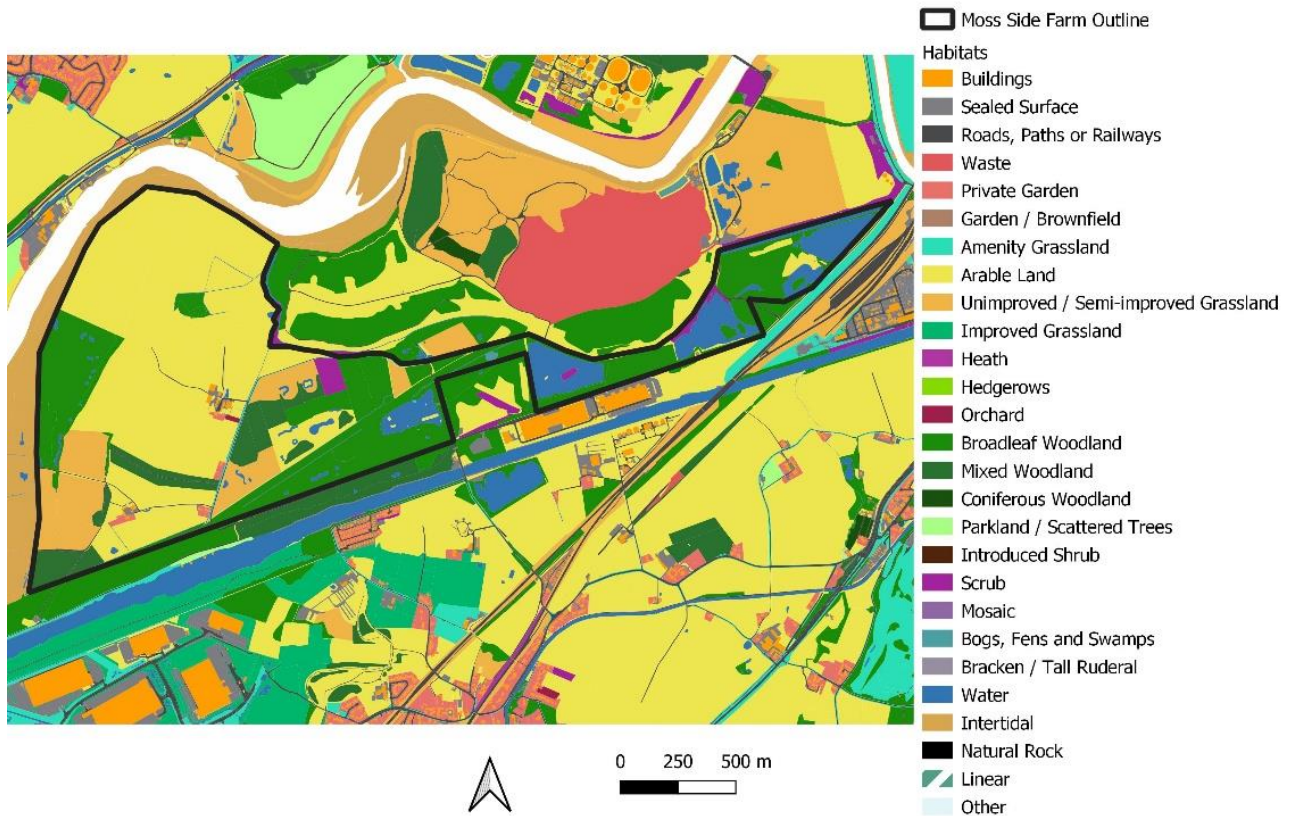 Moss Side Farm Outline
Habitats
Buildings
Sealed Surface
Roads, Paths or Railways
Waste
Private Garden
Garden / Brownfield
Amenity Grassland
Arable Land
Unimproved / Semi-improved Grassland
Improved Grassland
Heath
Hedgerows
Orchard
Broadleaf Woodland
Mixed Woodland
Coniferous Woodland
Parkland / Scattered Trees
Introduced Shrub
Scrub
Mosaic
Bogs, Fens and Swamps
Bracken / Tall Ruderal
Water
Intertidal
Natural Rock
Linear
Other
0 250 500 m